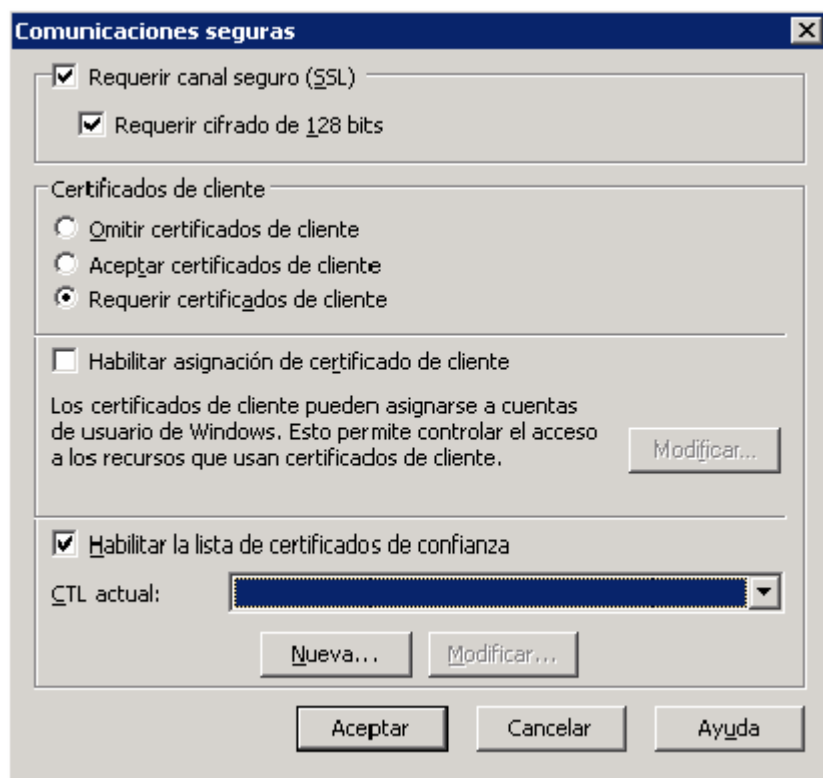 Comunicaciones seguras
Requerir canal seguro (SSL)
Requerir cifrado de 128 bits
Certificados de cliente
Omitir certificados de cliente
Aceptar certificados de cliente
Requerir certificados de cliente
Habilitar asignación de certificado de cliente
Los certificados de cliente pueden asignarse a cuentas
de usuario de Windows. Esto permite controlar el acceso
a los recursos que usan certificados de cliente.
Modificar...
Habilitar la lista de certificados de confianza
CTL actual:
Nueva... Modificar...
Aceptar Cancelar Ayuda